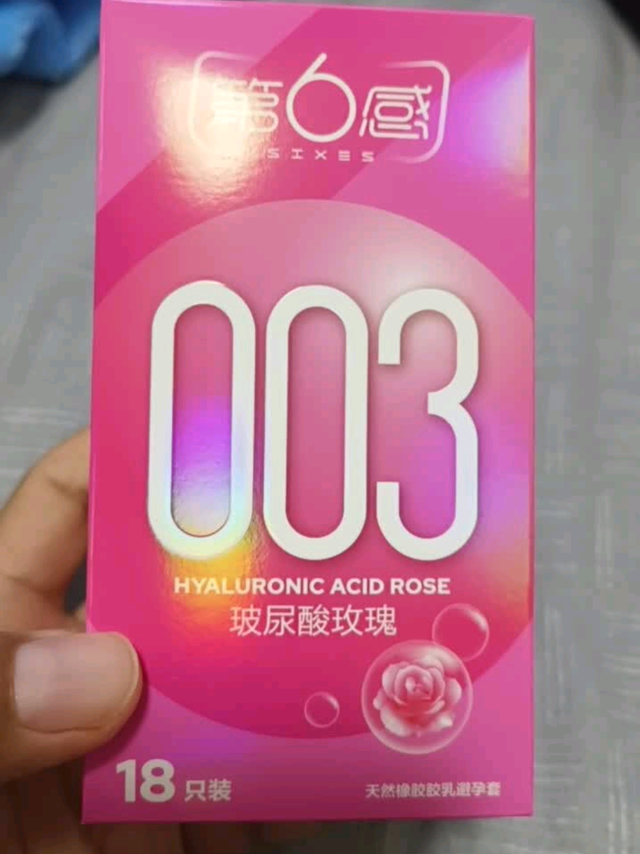 第6感
SIXES
003
HYALURONIC ACID ROSE
玻尿酸玫瑰
18只装
天然橡胶胶乳避孕套